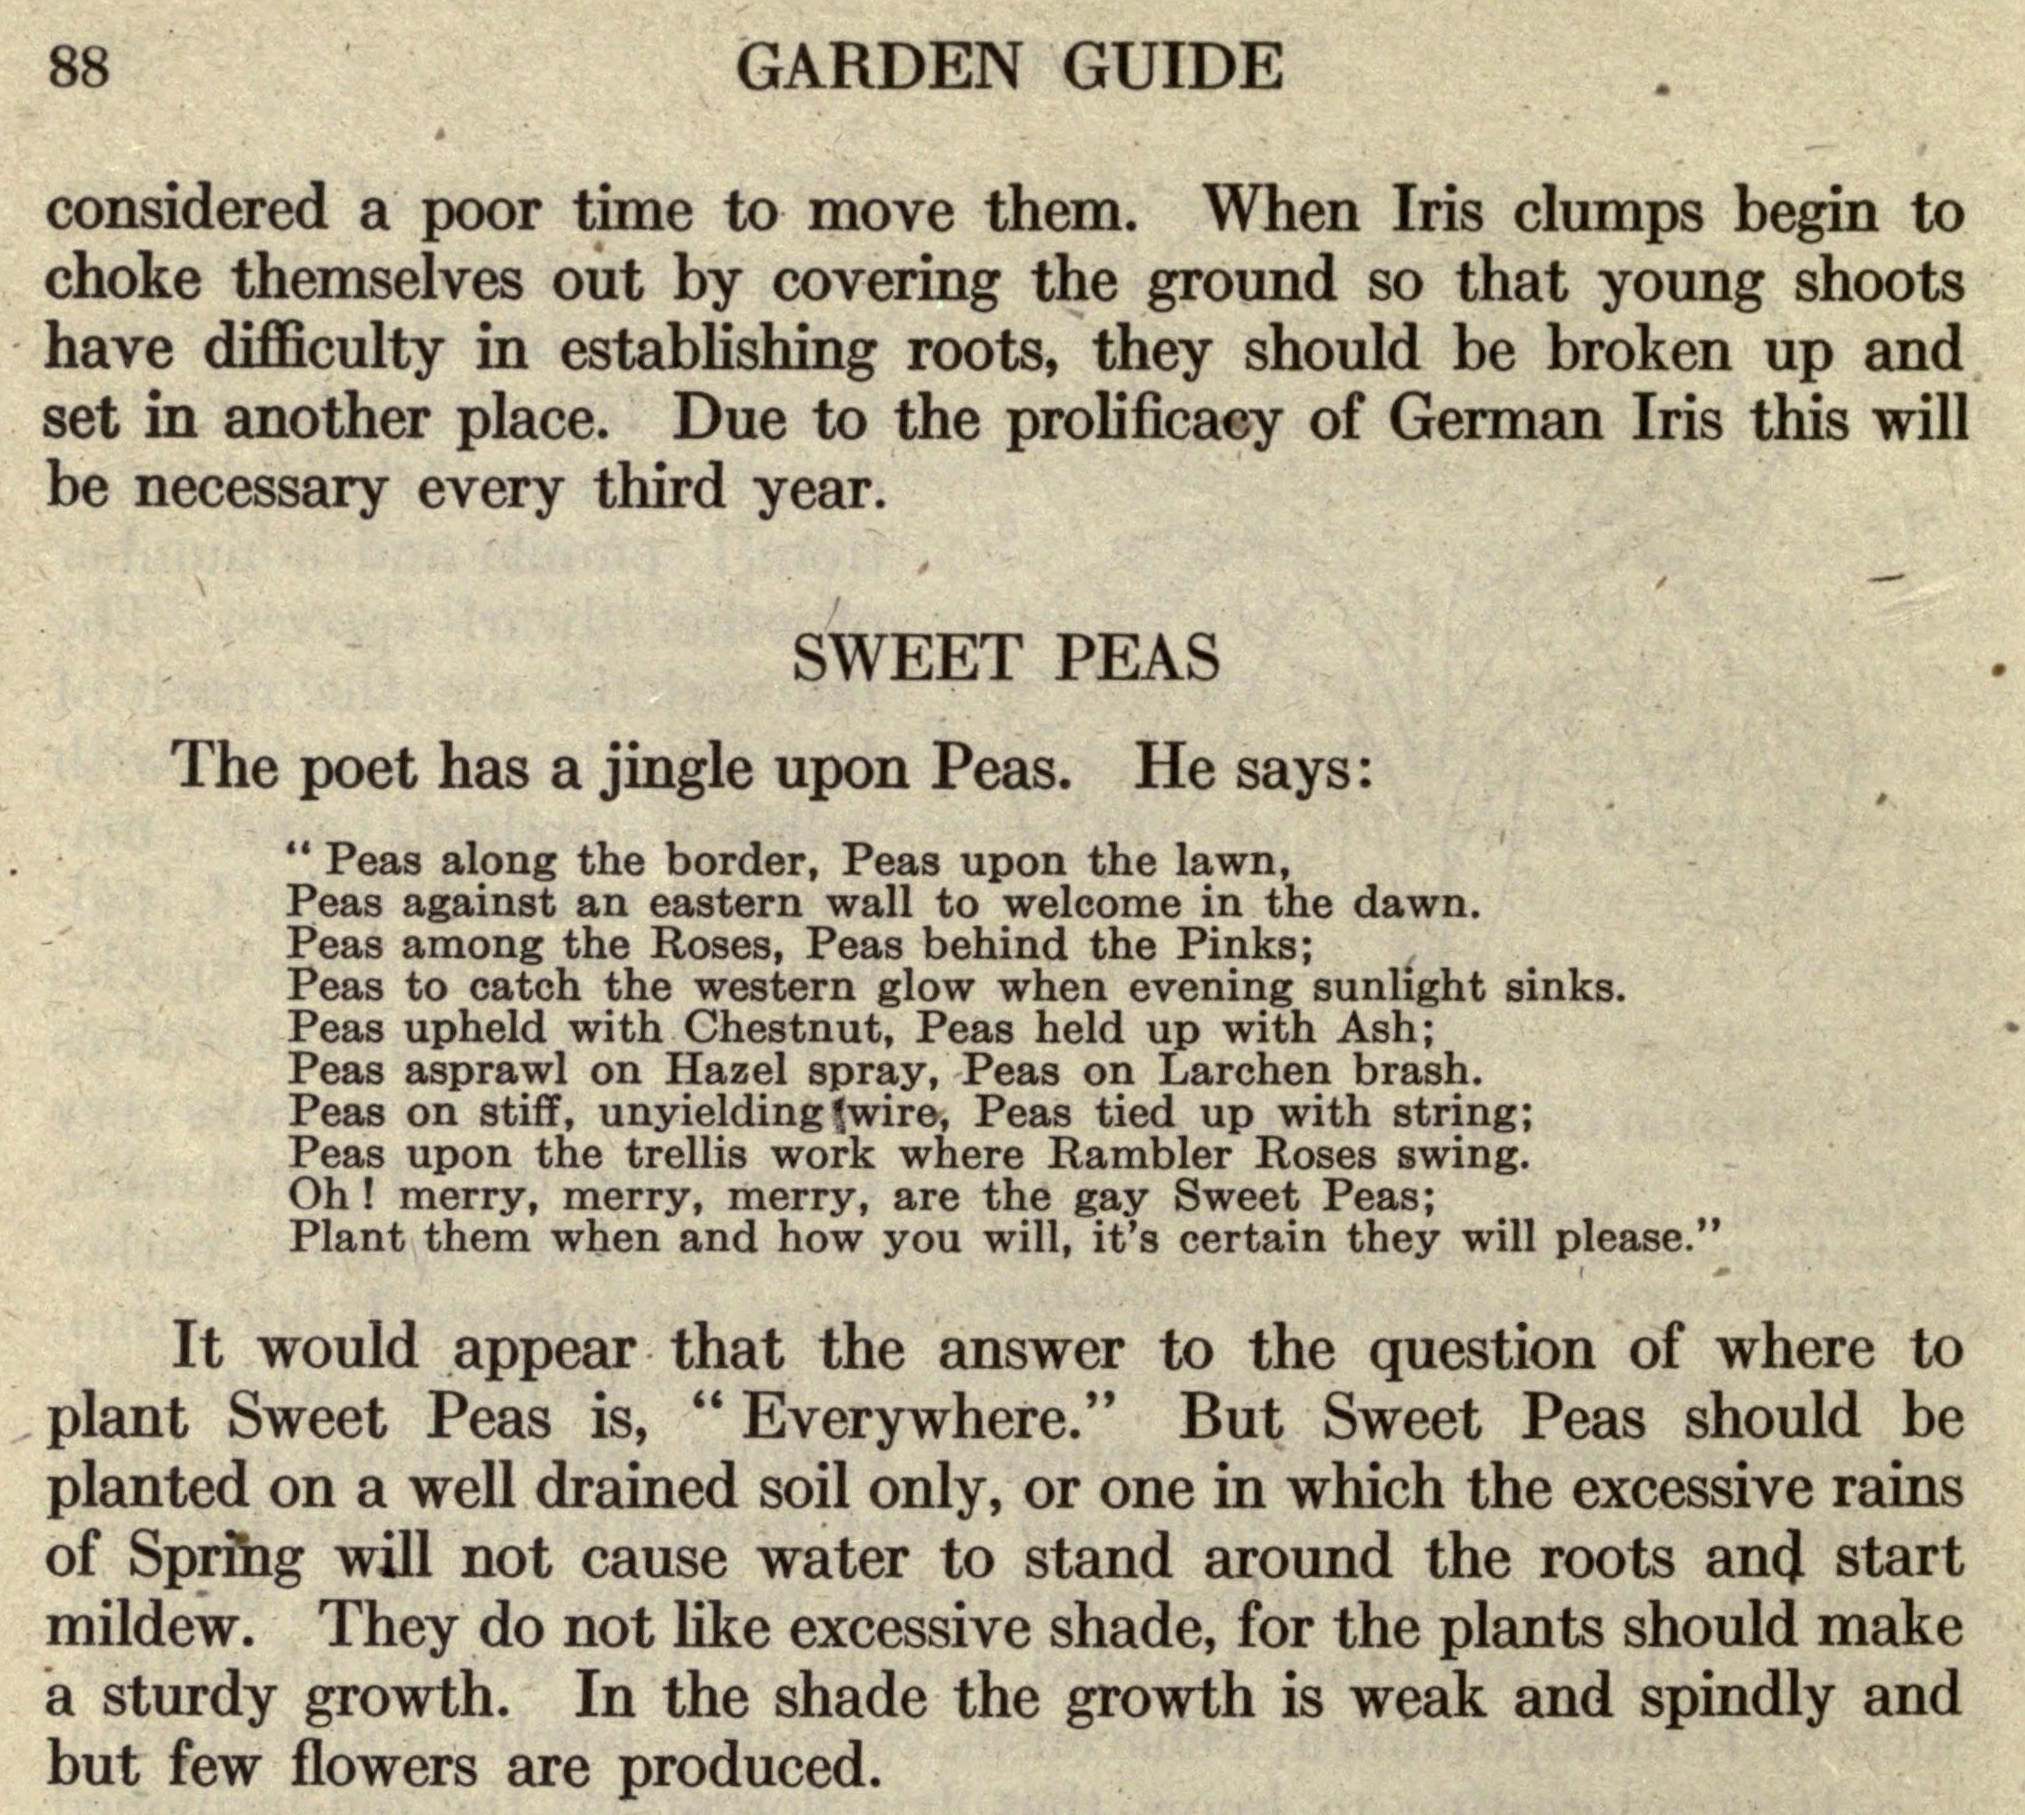 88 GARDEN GUIDE
considered a poor time to move them. When Iris clumps begin to
choke themselves out by covering the ground so that young shoots
have difficulty in establishing roots, they should be broken up and
set in another place. Due to the prolificacy of German Iris this will
be necessary every third year.
SWEET PEAS
The poet has a jingle upon Peas. He says:
“ Peas along the border, Peas upon the lawn,
Peas against an eastern wall to welcome in the dawn.
Peas among the Roses, Peas behind the Pinks;
Peas to catch the western glow when evening sunlight sinks.
Peas upheld with Chestnut, Peas held up with Ash;
Peas asprawl on Hazel spray, Peas on Larchen brash.
Peas on stiff, unyielding wire, Peas tied up with string;
Peas upon the trellis work where Rambler Roses swing.
Oh! merry, merry, merry, are the gay Sweet Peas;
Plant them when and how you will, it’s certain they will please.”
It would appear that the answer to the question of where to
plant Sweet Peas is, “ Everywhere.” But Sweet Peas should be
planted on a well drained soil only, or one in which the excessive rains
of Spring will not cause water to stand around the roots and start
mildew. They do not like excessive shade, for the plants should make
a sturdy growth. In the shade the growth is weak and spindly and
but few flowers are produced.